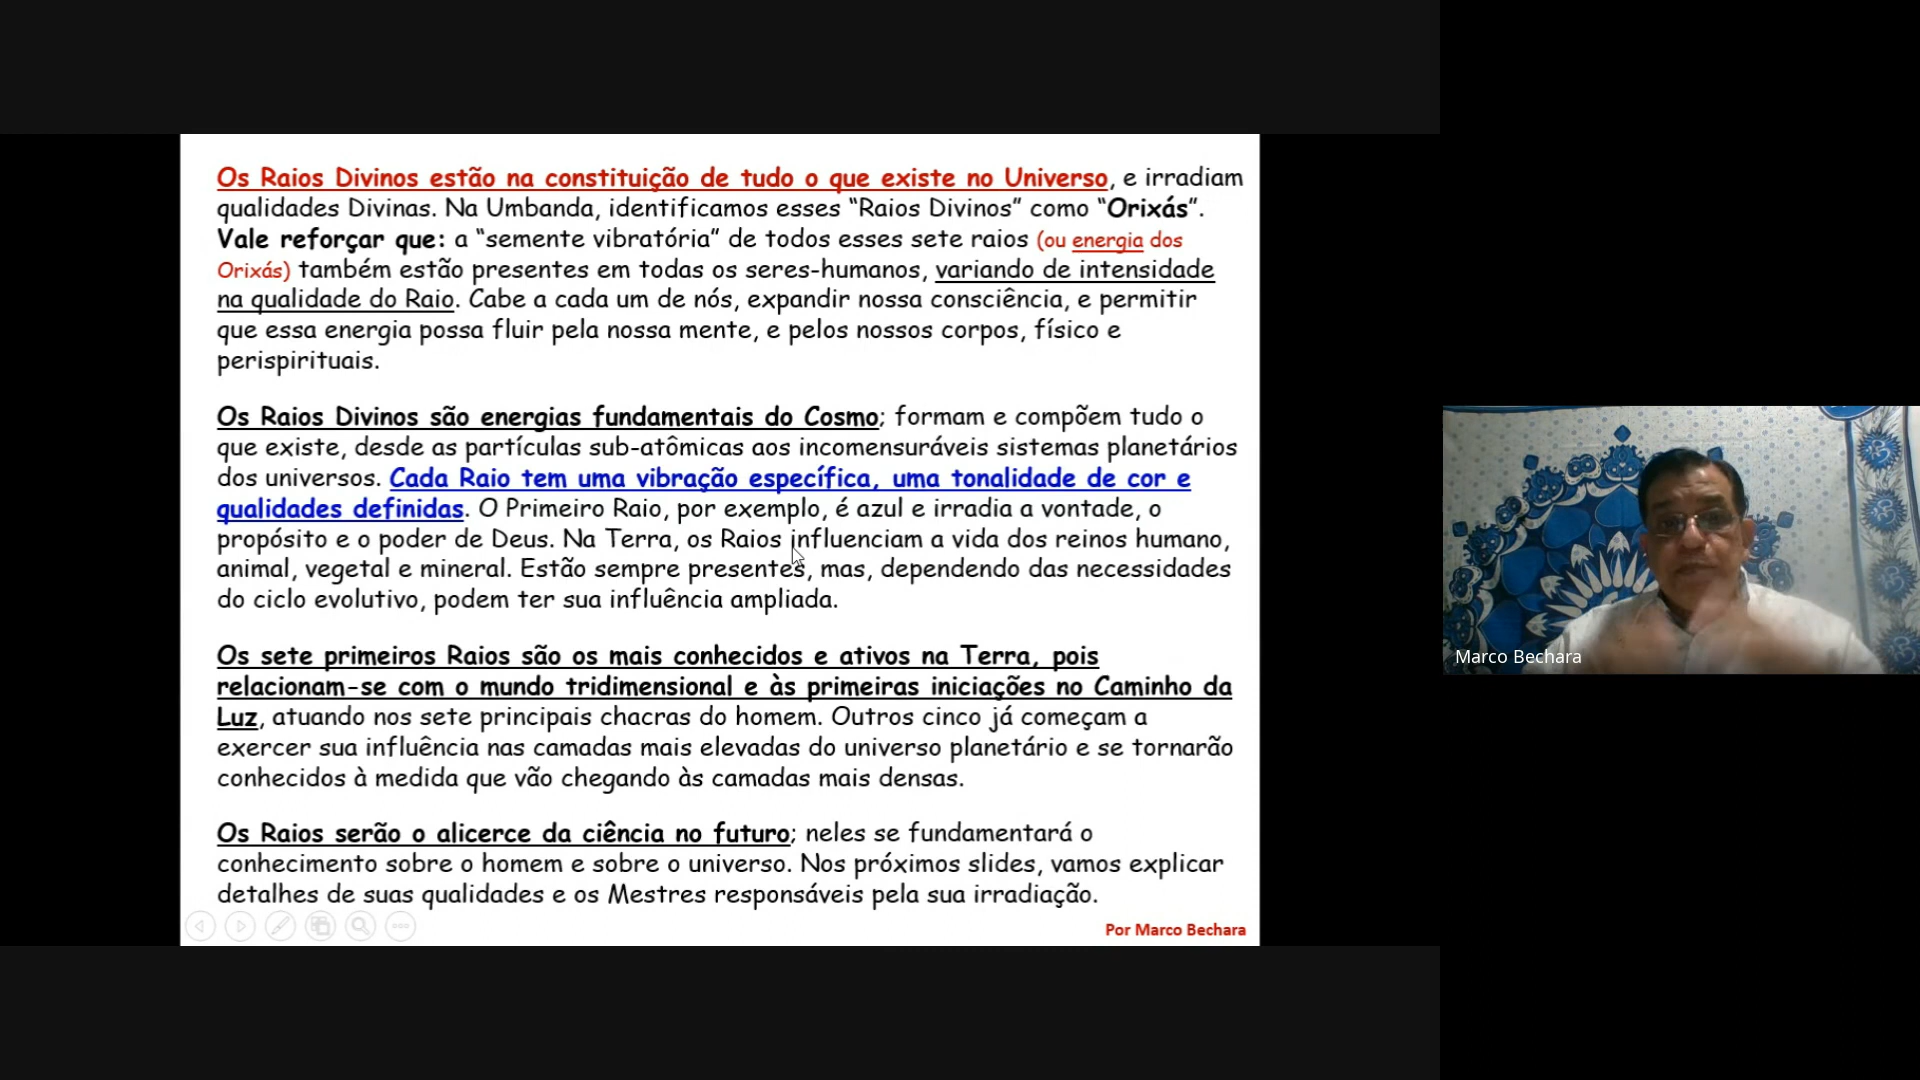 Os Raios Divinos estão na constituição de tudo o que existe no Universo, e irradiam
qualidades Divinas. Na Umbanda, identificamos esses “Raios Divinos” como “Orixás”.
Vale reforçar que: a “semente vibratória” de todos esses sete raios (ou energia dos
Orixás) também estão presentes em todas os seres-humanos, variando de intensidade
na qualidade do Raio. Cabe a cada um de nós, expandir nossa consciência, e permitir
que essa energia possa fluir pela nossa mente, e pelos nossos corpos, físico e
perispirituais.
Os Raios Divinos são energias fundamentais do Cosmo; formam e compõem tudo o
que existe, desde as partículas sub-atômicas aos incomensuráveis sistemas planetários
dos universos. Cada Raio tem uma vibração específica, uma tonalidade de cor e
qualidades definidas. O Primeiro Raio, por exemplo, é azul e irradia a vontade, o
propósito e o poder de Deus. Na Terra, os Raios influenciam a vida dos reinos humano,
animal, vegetal e mineral. Estão sempre presentes, mas, dependendo das necessidades
do ciclo evolutivo, podem ter sua influência ampliada.
Os sete primeiros Raios são os mais conhecidos e ativos na Terra, pois
relacionam-se com o mundo tridimensional e às primeiras iniciações no Caminho da
Luz, atuando nos sete principais chacras do homem. Outros cinco já começam a
exercer sua influência nas camadas mais elevadas do universo planetário e se tornarão
conhecidos à medida que vão chegando às camadas mais densas.
Os Raios serão o alicerce da ciência no futuro; neles se fundamentará o
conhecimento sobre o homem e sobre o universo. Nos próximos slides, vamos explicar
detalhes de suas qualidades e os Mestres responsáveis pela sua irradiação.
Por Marco Bechara
Marco Bechara